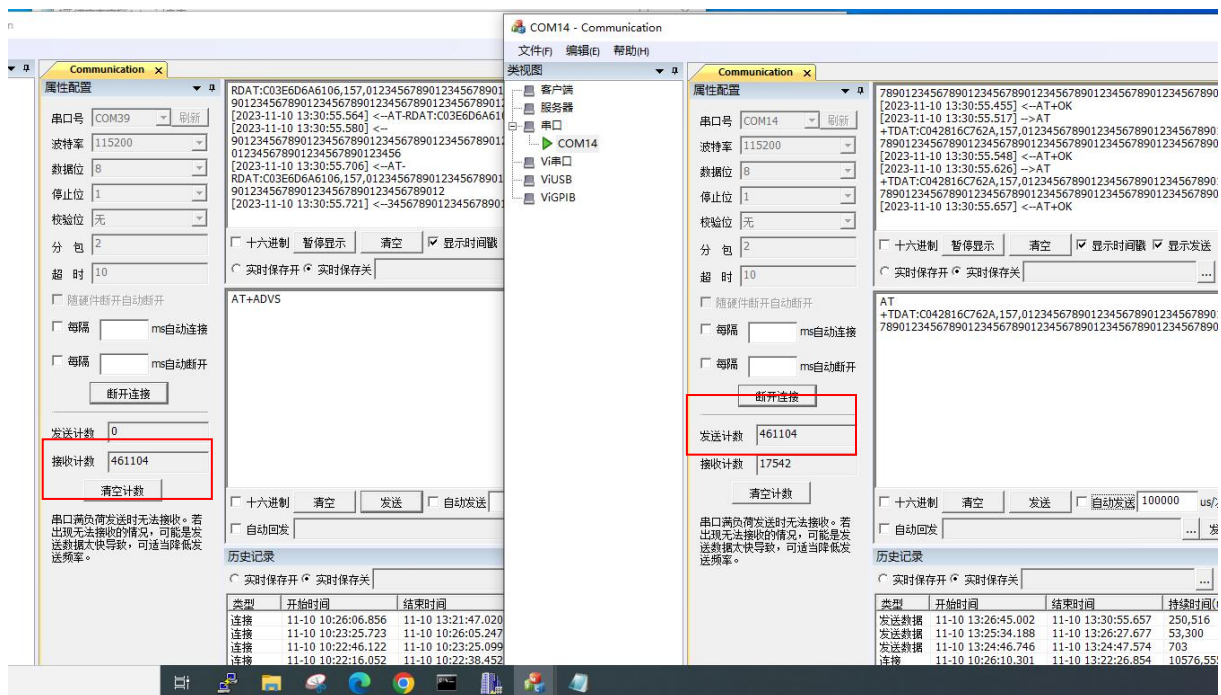 COM14 - Communication
文件(F) 编辑(E) 帮助(H)
Communication
属性配置
串口号 COM39 刷新
波特率 115200
数据位 8
停止位 1
校验位 无
分 包 2
超 时 10
随硬件断开自动断开
每隔 ms自动连接
每隔 ms自动断开
断开连接
发送计数 0
接收计数 461104
清空计数
串口满负荷发送时无法接收。若
出现无法接收的情况，可能是发
送数据太快导致，可适当降低发
送频率。
RDAT:C03E6D6A6106,157,012345678901234567890
[2023-11-10 13:30:55.564] <--AT-RDAT:C03E6D6A61
[2023-11-10 13:30:55.580] <--
0123456789012345678901234 56
[2023-11-10 13:30:55.706] <--AT-
RDAT:C03E6D6A6106,157,012345678901234567890
[2023-11-10 13:30:55.721] <--345678901234567890
十六进制 暂停显示 清空 显示时间戳
实时保存开 实时保存关
AT+ADVS
十六进制 清空 发送 自动发送
自动回发
历史记录
实时保存开 实时保存关
类型 开始时间 结束时间
连接 11-10 10:26:06.856 11-10 13:21:47.020
连接 11-10 10:23:25.723 11-10 10:26:05.247
连接 11-10 10:22:46.122 11-10 10:23:25.099
连接 11-10 10:22:16.052 11-10 10:22:38.452
类视图
客户端
服务器
串口
COM14
Vi串口
ViUSB
ViGPIB
Communication
属性配置
串口号 COM14 刷新
波特率 115200
数据位 8
停止位 1
校验位 无
分 包 2
超 时 10
随硬件断开自动断开
每隔 ms自动连接
每隔 ms自动断开
断开连接
发送计数 461104
接收计数 17542
清空计数
串口满负荷发送时无法接收。若
出现无法接收的情况，可能是发
送数据太快导致，可适当降低发
送频率。
[2023-11-10 13:30:55.455] <--AT+OK
[2023-11-10 13:30:55.517] -->AT
+TDAT:C042816C762A,157,012345678901234567890
[2023-11-10 13:30:55.548] <--AT+OK
[2023-11-10 13:30:55.626] -->AT
+TDAT:C042816C762A,157,012345678901234567890
[2023-11-10 13:30:55.657] <--AT+OK
十六进制 暂停显示 清空 显示时间戳 显示发送
实时保存开 实时保存关 ...
AT
+TDAT:C042816C762A,157,012345678901234567890
十六进制 清空 发送 自动发送 100000 us/
自动回发 ... 发
历史记录
实时保存开 实时保存关 ...
类型 开始时间 结束时间 持续时间(
发送数据 11-10 13:26:45.002 11-10 13:30:55.657 250,516
发送数据 11-10 13:25:34.188 11-10 13:26:27.677 53,300
发送数据 11-10 13:24:46.746 11-10 13:24:47.574 703
连接 11-10 10:26:10.301 11-10 13:22:26.854 10576,555